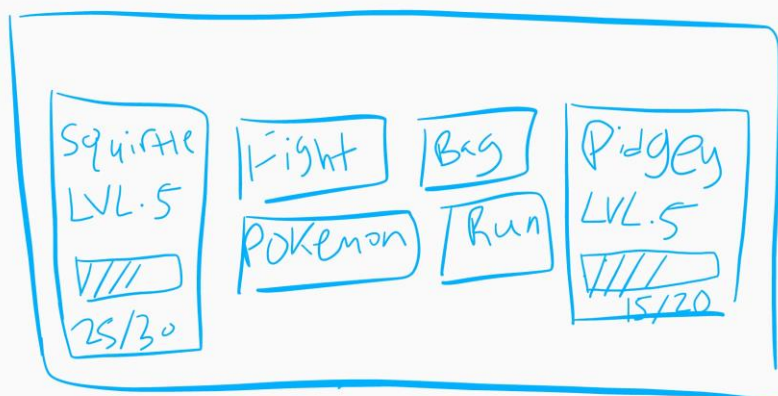 Squirtle
LVL.5
25/30
Fight
Bag
Pokemon
Run
Pidgey
LVL.5
15/20